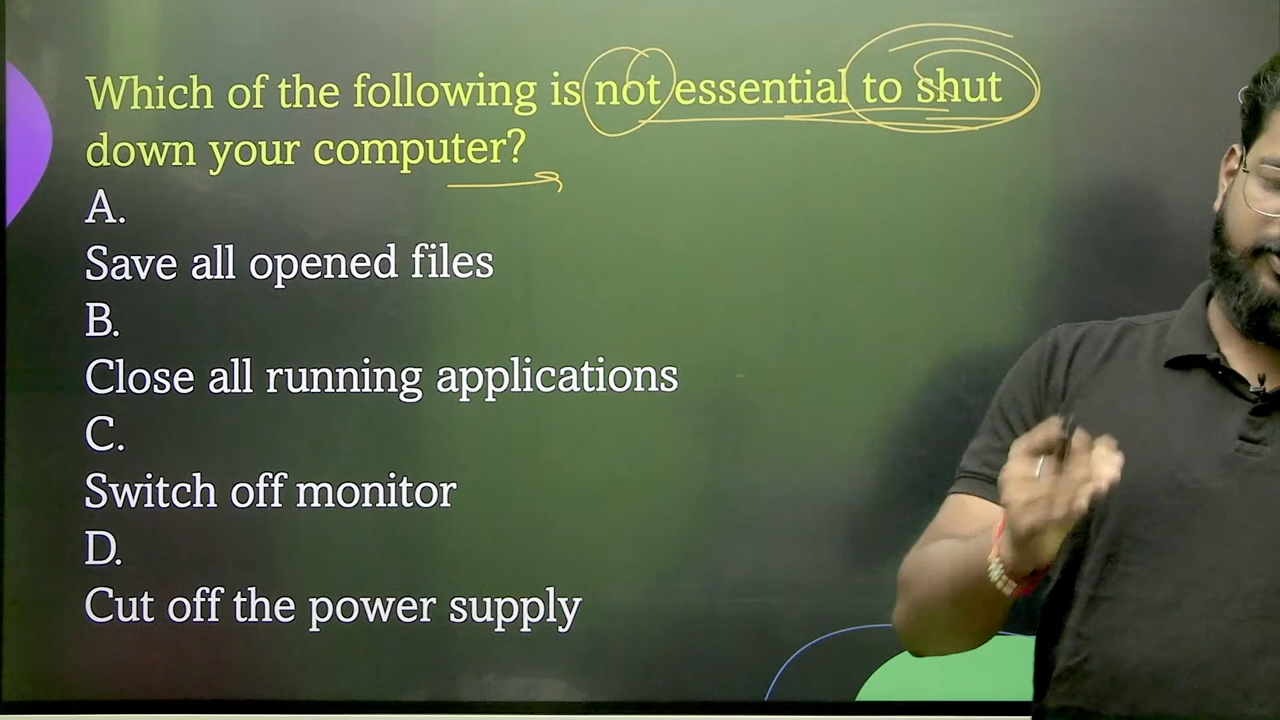 Which of the following is not essential to shut
down your computer?
A.
Save all opened files
B.
Close all running applications
C.
Switch off monitor
D.
Cut off the power supply